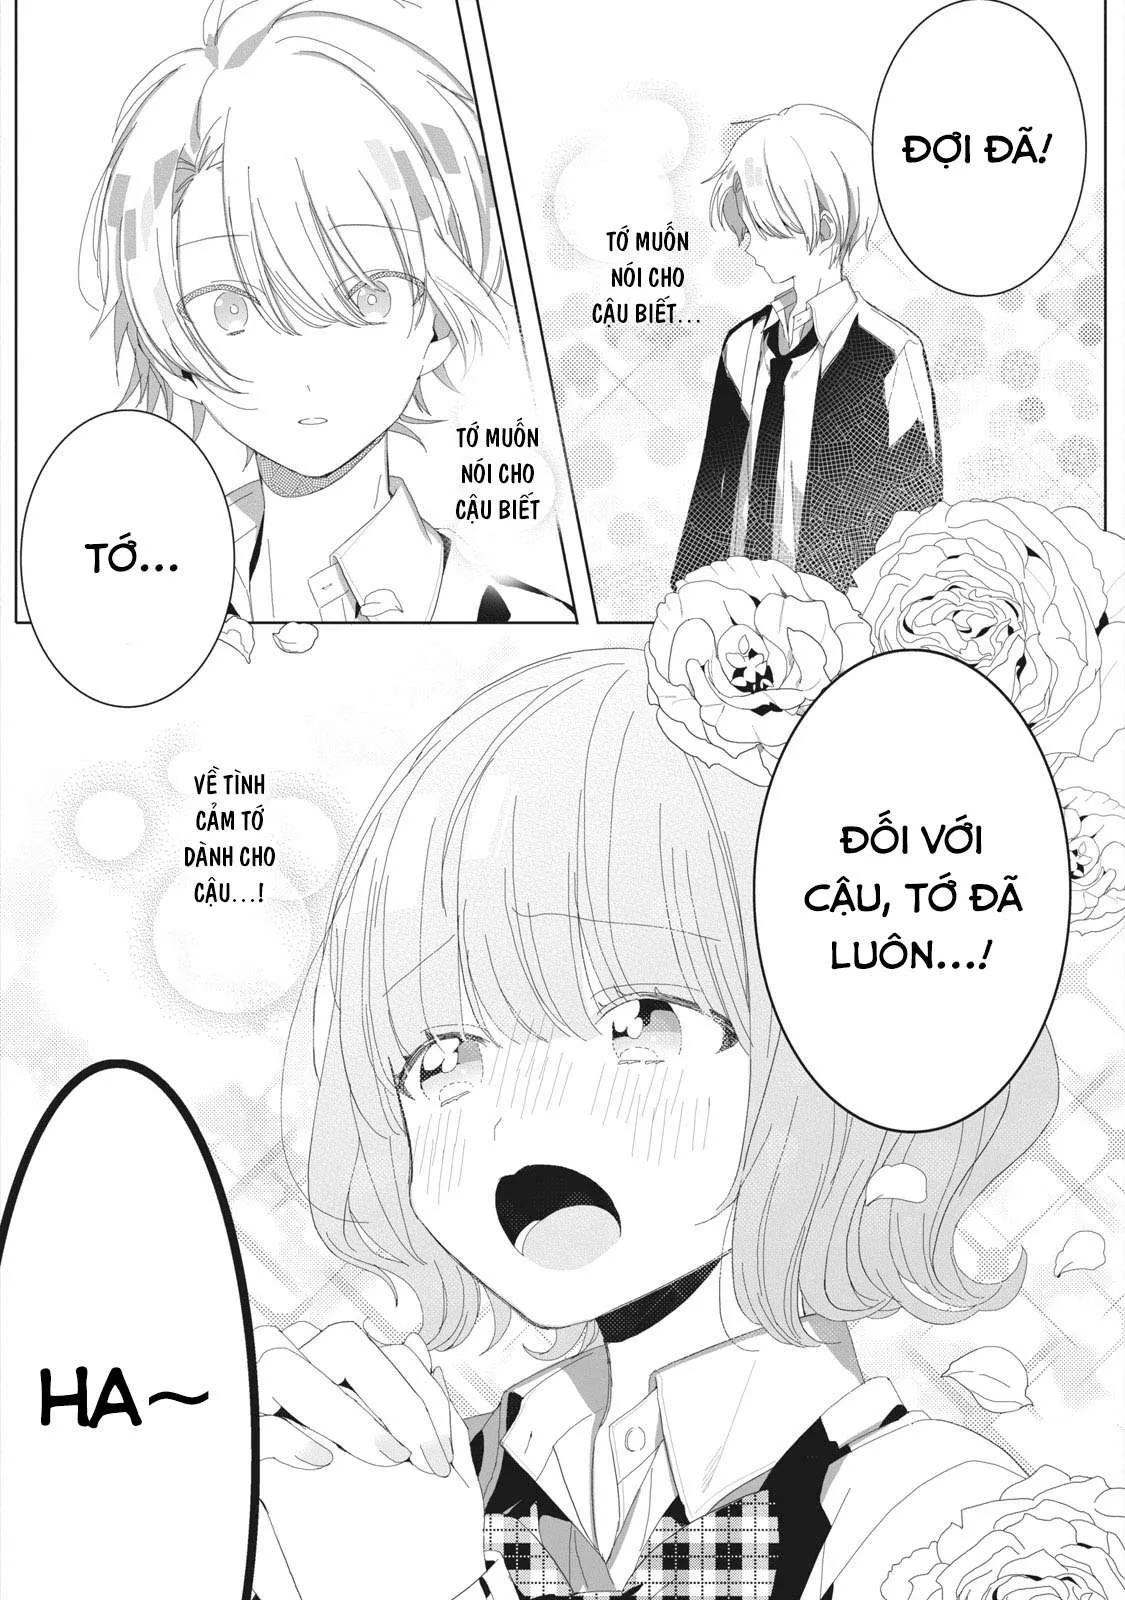 ĐỢI ĐÃ!
TỚ MUỐN
NÓI CHO
CẬU BIẾT...
TỚ MUỐN
NÓI CHO
CẬU BIẾT
TỚ...
ĐỐI VỚI
CẬU, TỚ ĐÃ
LUÔN...!
VỀ TÌNH
CẢM TỚ
DÀNH CHO
CẬU...!
HA~